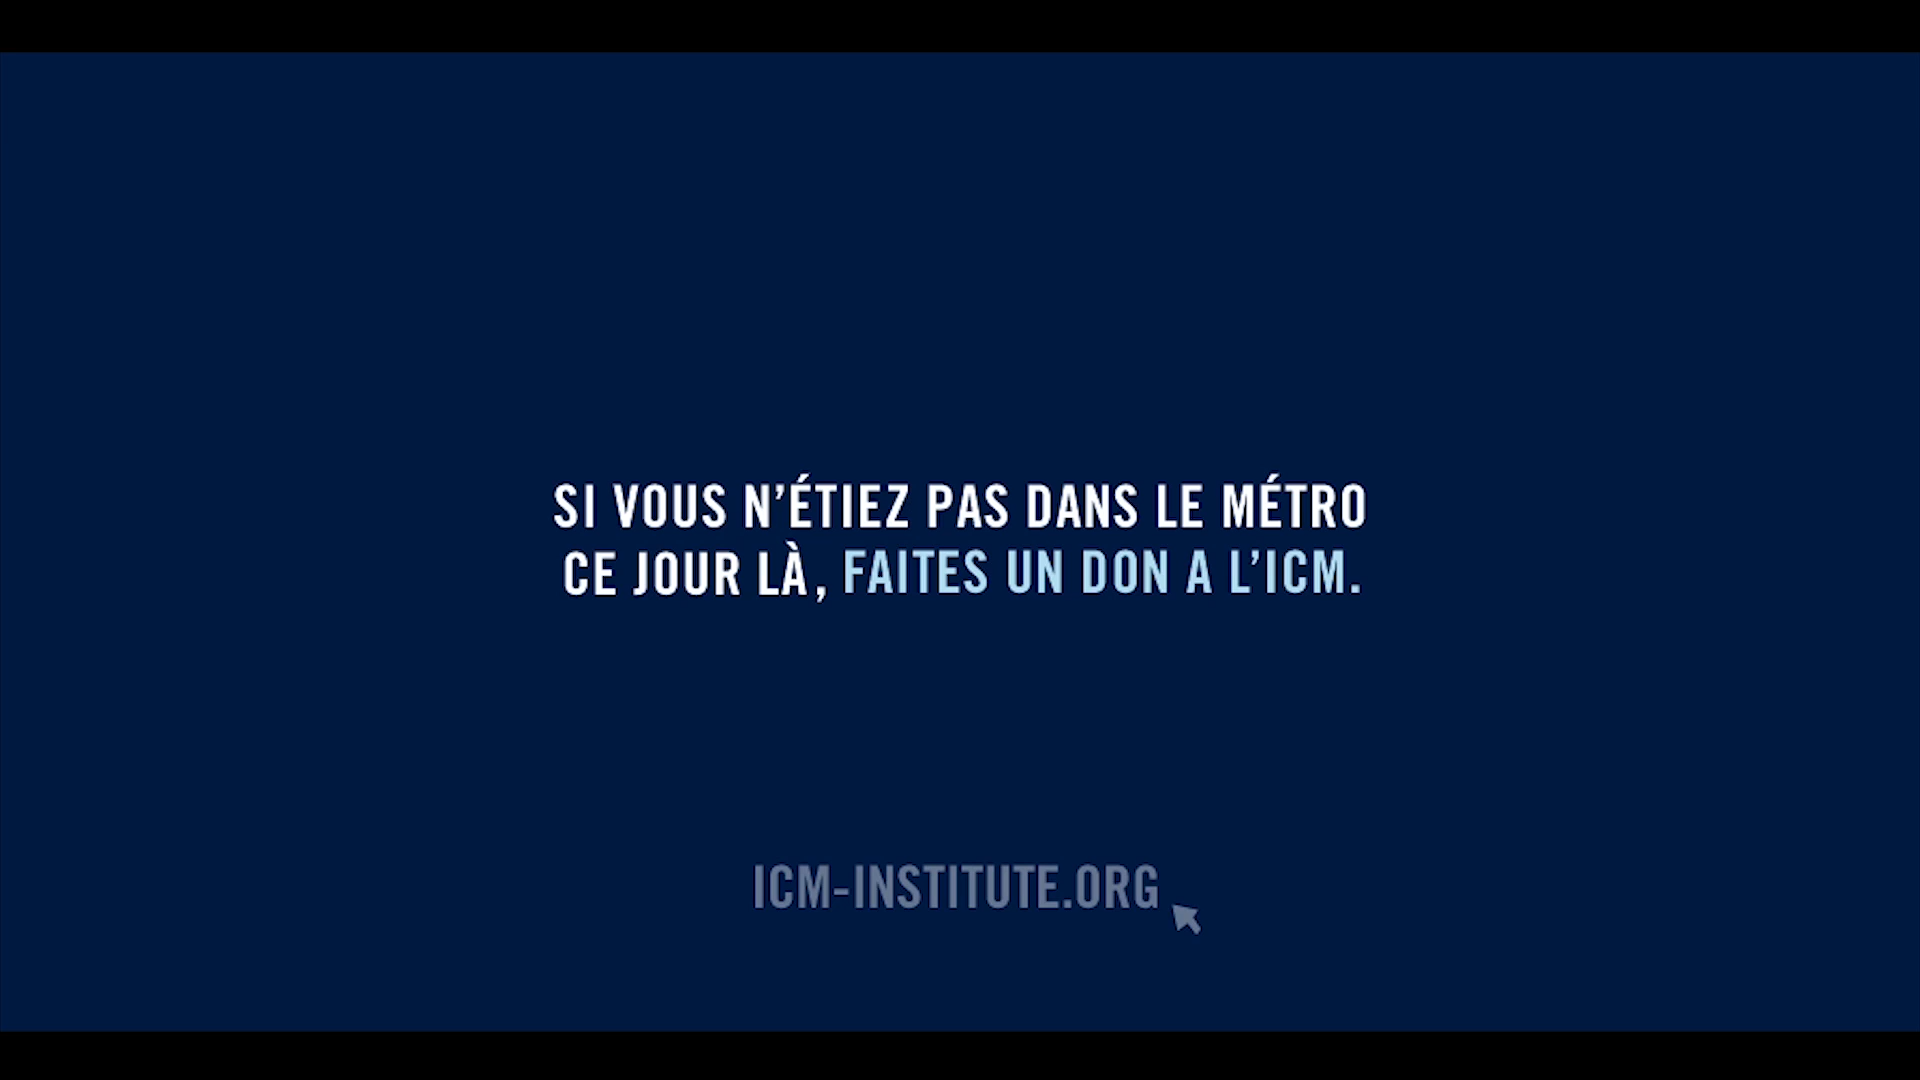 SI VOUS N’ÉTIEZ PAS DANS LE MÉTRO
CE JOUR LÀ, FAITES UN DON A L’ICM.
ICM-INSTITUTE.ORG